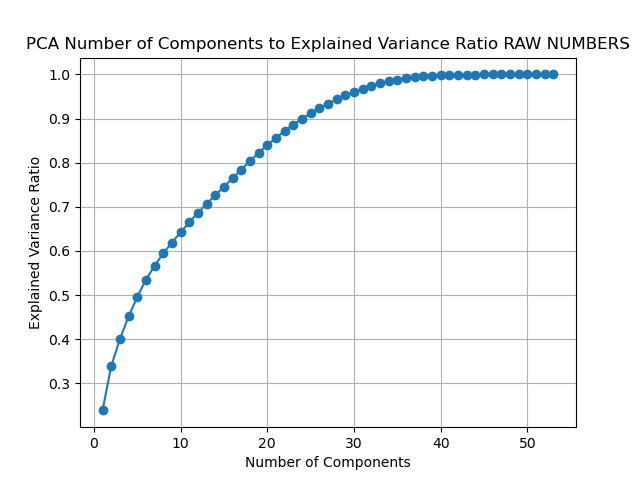 PCA Number of Components to Explained Variance Ratio RAW NUMBERS
1.0
0.9
0.8
0.7
0.6
0.5
0.4
0.3
Explained Variance Ratio
0 10 20 30 40 50
Number of Components